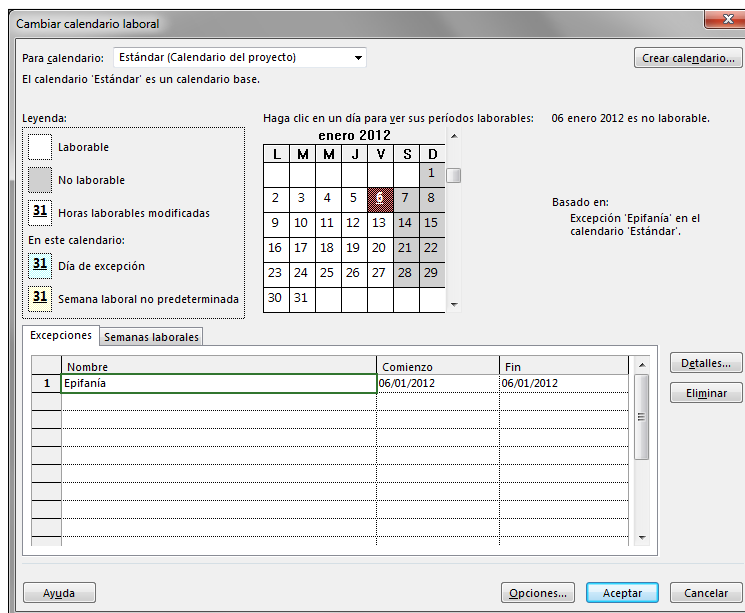 Cambiar calendario laboral
x
Para calendario: Estándar (Calendario del proyecto)
Crear calendario...
El calendario 'Estándar' es un calendario base.
Leyenda:
Laborable
No laborable
31 Horas laborables modificadas
En este calendario:
31 Día de excepción
31 Semana laboral no predeterminada
Haga clic en un día para ver sus períodos laborables:
enero 2012
L M M J V S D
1
2 3 4 5 6 7 8
9 10 11 12 13 14 15
16 17 18 19 20 21 22
23 24 25 26 27 28 29
30 31
06 enero 2012 es no laborable.
Basado en:
Excepción 'Epifanía' en el
calendario 'Estándar'.
Excepciones Semanas laborales
Nombre Comienzo Fin
1 Epifanía 06/01/2012 06/01/2012
Detalles...
Eliminar
Ayuda Opciones... Aceptar Cancelar